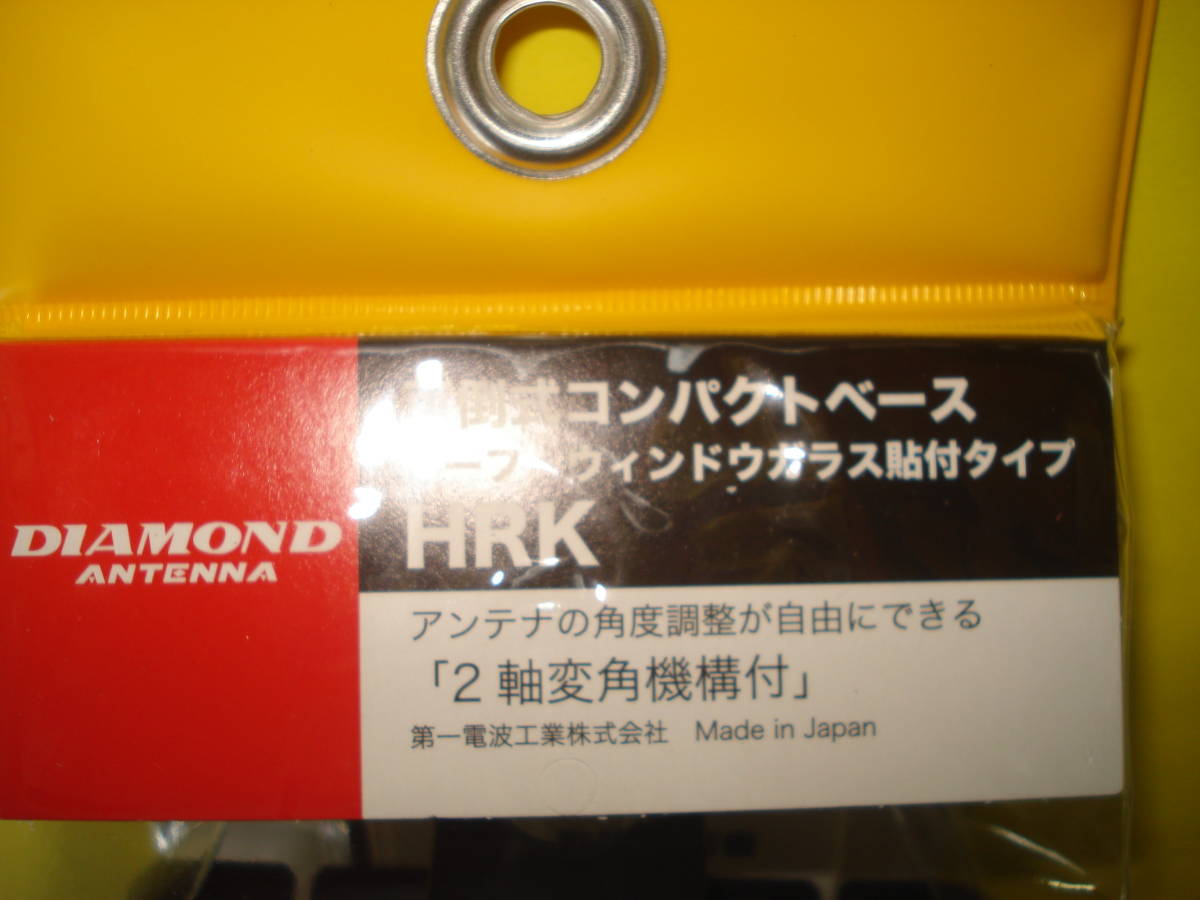 倒式コンパクトベース
ウィンドウガラス貼付タイプ
HRK
DIAMOND
ANTENNA
アンテナの角度調整が自由にできる
「2軸変角機構付」
第一電波工業株式会社 Made in Japan